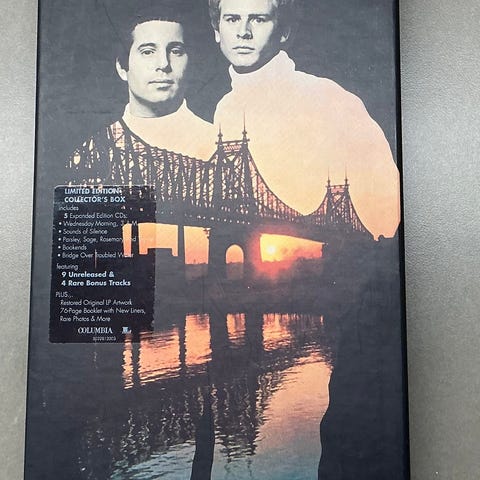 LIMITED EDITION
COLLECTOR'S BOX
includes
5 Expanded Edition CDs:
• Wednesday Morning, 3 A.M.
• Sounds of Silence
• Parsley, Sage, Rosemary and
• Bookends
• Bridge Over Troubled Water
featuring
9 Unreleased &
4 Rare Bonus Tracks
PLUS...
Restored Original LP Artwork
76-Page Booklet with New Liners,
Rare Photos & More
COLUMBIA